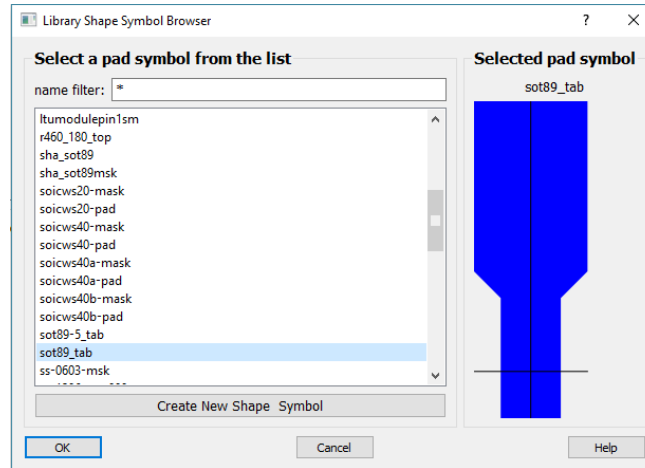 Library Shape Symbol Browser
Select a pad symbol from the list
name filter: *
ltumodulepin1sm
r460_180_top
sha_sot89
sha_sot89msk
soicws20-mask
soicws20-pad
soicws40-mask
soicws40-pad
soicws40a-mask
soicws40a-pad
soicws40b-mask
soicws40b-pad
sot89-5_tab
sot89_tab
ss-0603-msk
Create New Shape Symbol
Selected pad symbol
sot89_tab
OK
Cancel
Help